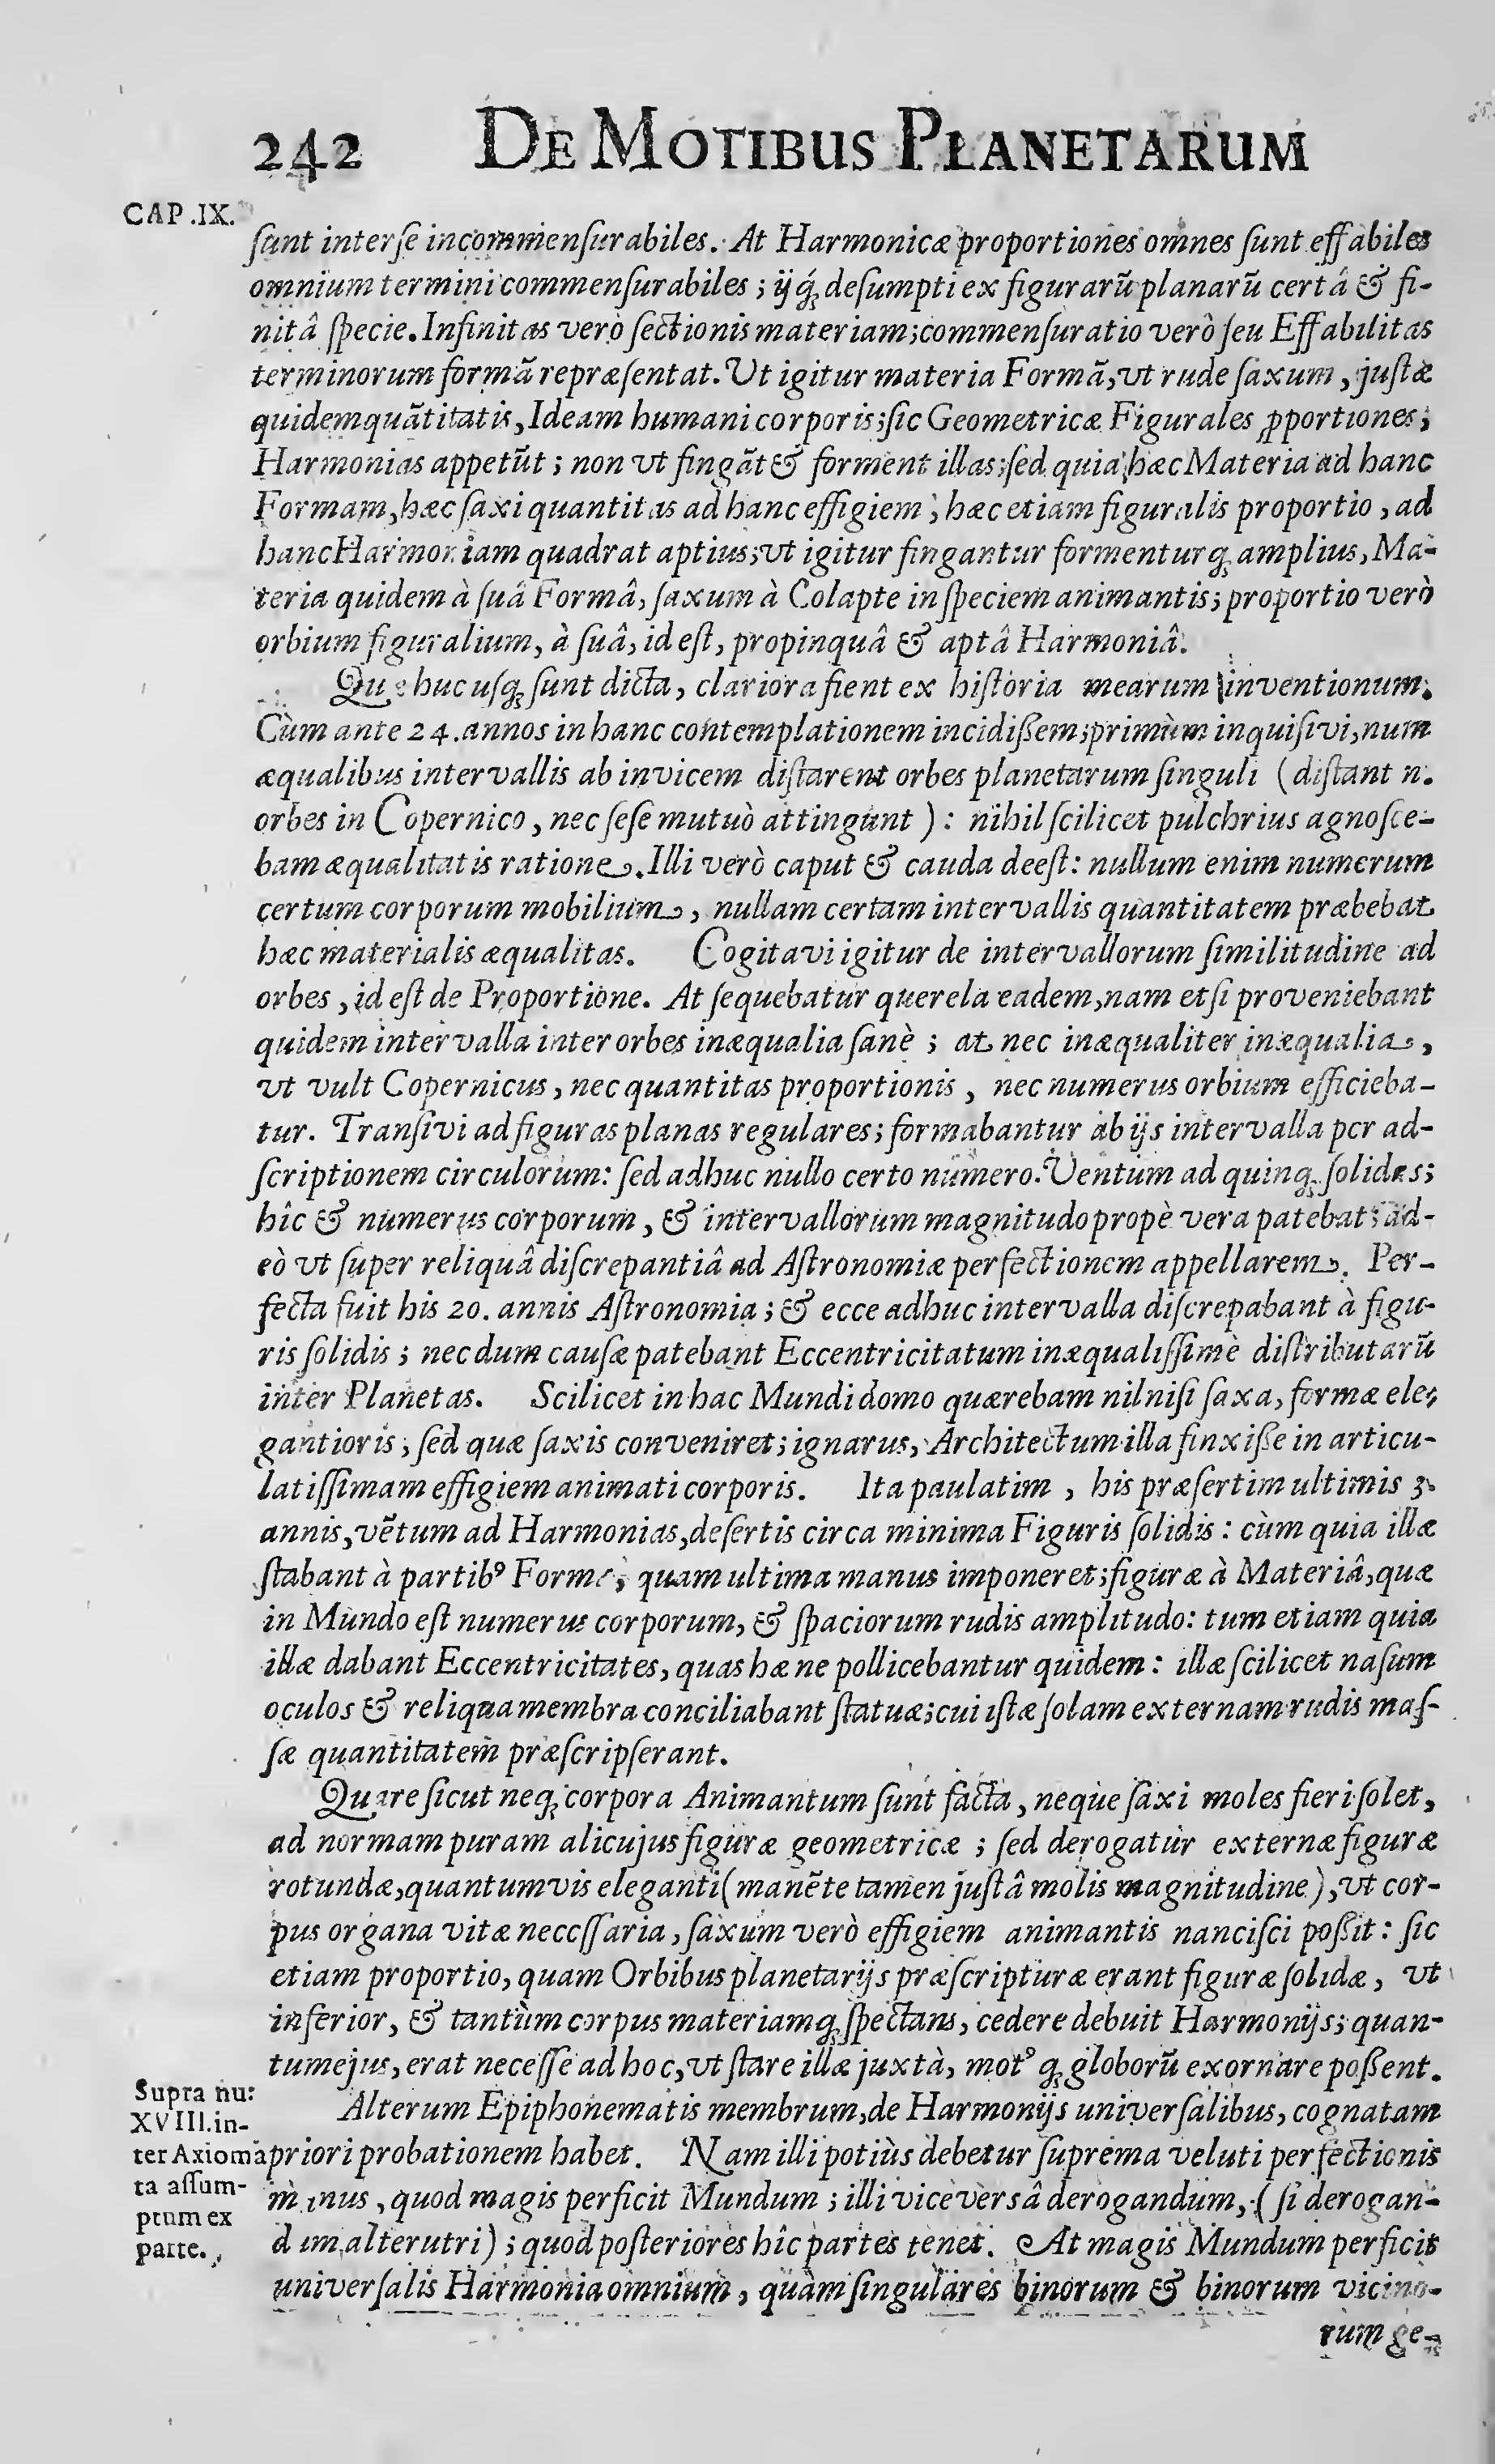 242 DE MOTIBUS PLANETARUM
CAP.IX.
ſunt inter ſe incommenſurabiles. At Harmonicæ proportiones omnes ſunt effabiles
omnium termini commenſurabiles; ijq́; deſumpti ex figurarũ planarũ certâ & fi-
nitâ ſpecie. Infinitas verò ſectionis materiam; commenſuratio verò ſeu Effabilitas
terminorum formã repræſentat. Ut igitur materia Formã, ut rude ſaxum, juſtæ
quidem quãtitatis, Ideam humani corporis; ſic Geometricæ Figurales ꝓportiones;
Harmonias appetũt; non ut fingãt & forment illas; ſed quia hæc Materia ad hanc
Formam, hæc ſaxi quantitas ad hanc effigiem, hæc etiam figuralis proportio, ad
hanc Harmoniam quadrat aptius; ut igitur fingantur formenturq; amplius, Ma-
teria quidem à ſuâ Formâ, ſaxum à Colapte in ſpeciem animantis; proportio verò
orbium figuralium, à ſuâ, id eſt, propinquâ & aptâ Harmoniâ.
Quæ hucuſq; ſunt dicta, clariora fient ex hiſtoria mearum inventionum.
Cùm ante 24. annos in hanc contemplationem incidiſſem; primùm inquiſivi, num
æqualibus intervallis ab invicem diſtarent orbes planetarum ſinguli (diſtant n.
orbes in Copernico, nec ſeſe mutuò attingunt): nihil ſcilicet pulchrius agnoſce-
bam æqualitatis ratione. Illi verò caput & cauda deeſt: nullum enim numerum
certum corporum mobilium, nullam certam intervallis quantitatem præbebat
hæc materialis æqualitas. Cogitavi igitur de intervallorum ſimilitudine ad
orbes, id eſt de Proportione. At ſequebatur querela eadem, nam etſi proveniebant
quidem intervalla inter orbes inæqualia ſanè; at nec inæqualiter inæqualia,
ut vult Copernicus, nec quantitas proportionis, nec numerus orbium efficieba-
tur. Tranſivi ad figuras planas regulares; formabantur ab ijs intervalla per ad-
ſcriptionem circulorum: ſed adhuc nullo certo numero. Ventum ad quinq; ſolidas;
hîc & numerus corporum, & intervallorum magnitudo propè vera patebat; ad-
eò ut ſuper reliquâ diſcrepantiâ ad Aſtronomiæ perfectionem appellarem. Per-
fecta fuit his 20. annis Aſtronomia; & ecce adhuc intervalla diſcrepabant à figu-
ris ſolidis; nec dum cauſæ patebant Eccentricitatum inæqualiſſimè diſtributarũ
inter Planetas. Scilicet in hac Mundi domo quærebam nil niſi ſaxa, formæ ele-
gantioris, ſed quæ ſaxis conveniret; ignarus, Architectum illa finxiſſe in articu-
latiſſimam effigiem animati corporis. Ita paulatim, his præſertim ultimis 3.
annis, vẽtum ad Harmonias, deſertis circa minima Figuris ſolidis: cùm quia illæ
ſtabant à partibꝰ Formæ, quam ultima manus imponeret; figuræ à Materiâ, quæ
in Mundo eſt numerus corporum, & ſpaciorum rudis amplitudo: tum etiam quia
illæ dabant Eccentricitates, quas hæ ne pollicebantur quidem: illæ ſcilicet naſum
oculos & reliqua membra conciliabant ſtatuæ; cui iſtæ ſolam externam rudis maſ-
ſæ quantitatem præſcripſerant.
Quare ſicut neq; corpora Animantum ſunt facta, neque ſaxi moles fieri ſolet,
ad normam puram alicujus figuræ geometricæ; ſed derogatur externæ figuræ
rotundæ, quantumvis eleganti (manẽte tamen juſtâ molis magnitudine), ut cor-
pus organa vitæ neceſſaria, ſaxum verò effigiem animantis nanciſci poſſit: ſic
etiam proportio, quam Orbibus planetarijs præſcripturæ erant figuræ ſolidæ, ut
inferior, & tantùm corpus materiamq; ſpectans, cedere debuit Harmonijs; quan-
tum ejus, erat neceſſe ad hoc, ut ſtare illæ juxtà, motꝰq; globorũ exornare poſſent.
Supra nu:
XVIII. in-
ter Axioma
ta aſſum-
ptum ex
parte.
Alterum Epiphonematis membrum, de Harmonijs univerſalibus, cognatam
priori probationem habet. Nam illi potiùs debetur ſuprema veluti perfectionis
manus, quod magis perficit Mundum; illi vice versâ derogandum, (ſi derogan-
dum alterutri); quod poſteriores hîc partes tenet. At magis Mundum perficit
univerſalis Harmonia omnium, quàm ſingulares binorum & binorum vicino-
rum ge-